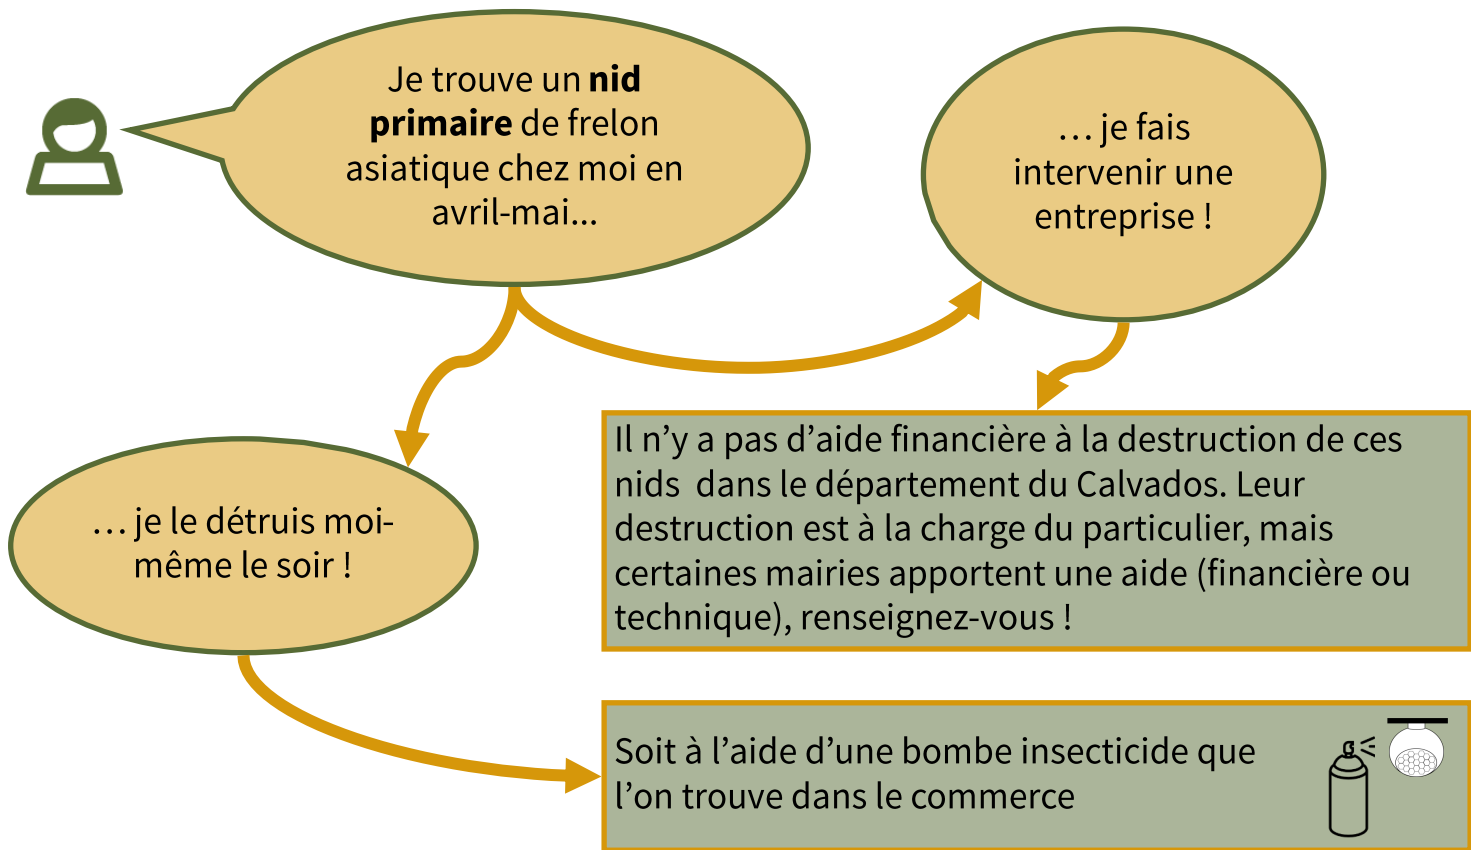 Je trouve un nid
primaire de frelon
asiatique chez moi en
avril-mai...
… je fais
intervenir une
entreprise !
Il n’y a pas d’aide financière à la destruction de ces
nids  dans le département du Calvados. Leur
destruction est à la charge du particulier, mais
certaines mairies apportent une aide (financière ou
technique), renseignez-vous !
… je le détruis moi-
même le soir !
Soit à l’aide d’une bombe insecticide que
l’on trouve dans le commerce